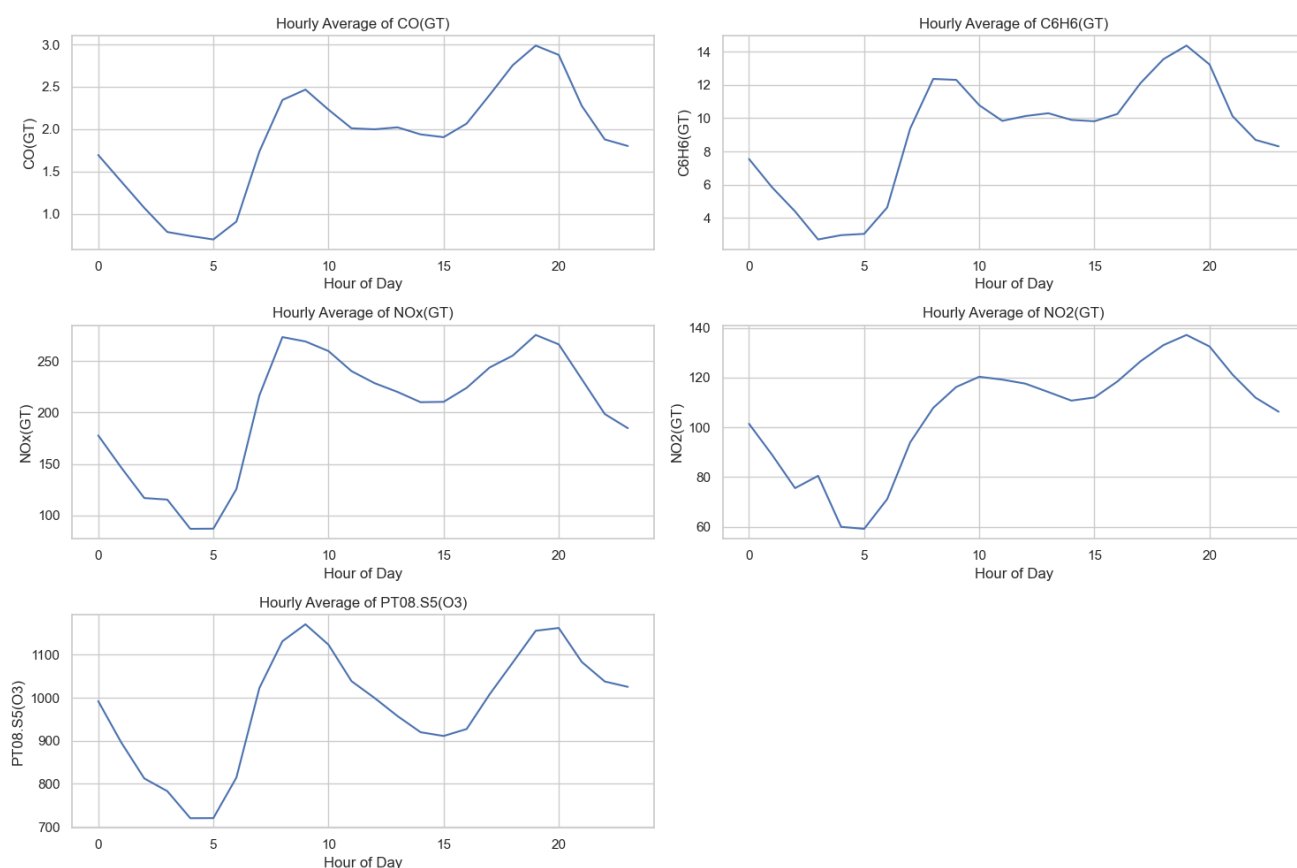 Hourly Average of CO(GT)
3.0
2.5
2.0
1.5
1.0
CO(GT)
0 5 10 15 20
Hour of Day
Hourly Average of C6H6(GT)
14
12
10
8
6
4
C6H6(GT)
0 5 10 15 20
Hour of Day
Hourly Average of NOx(GT)
250
200
150
100
NOx(GT)
0 5 10 15 20
Hour of Day
Hourly Average of NO2(GT)
140
120
100
80
60
NO2(GT)
0 5 10 15 20
Hour of Day
Hourly Average of PT08.S5(O3)
1100
1000
900
800
700
PT08.S5(O3)
0 5 10 15 20
Hour of Day